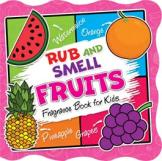 Watermelon
Orange
RUB AND
SMELL
FRUITS
Fragrance Book for Kids
Pineapple
Grapes